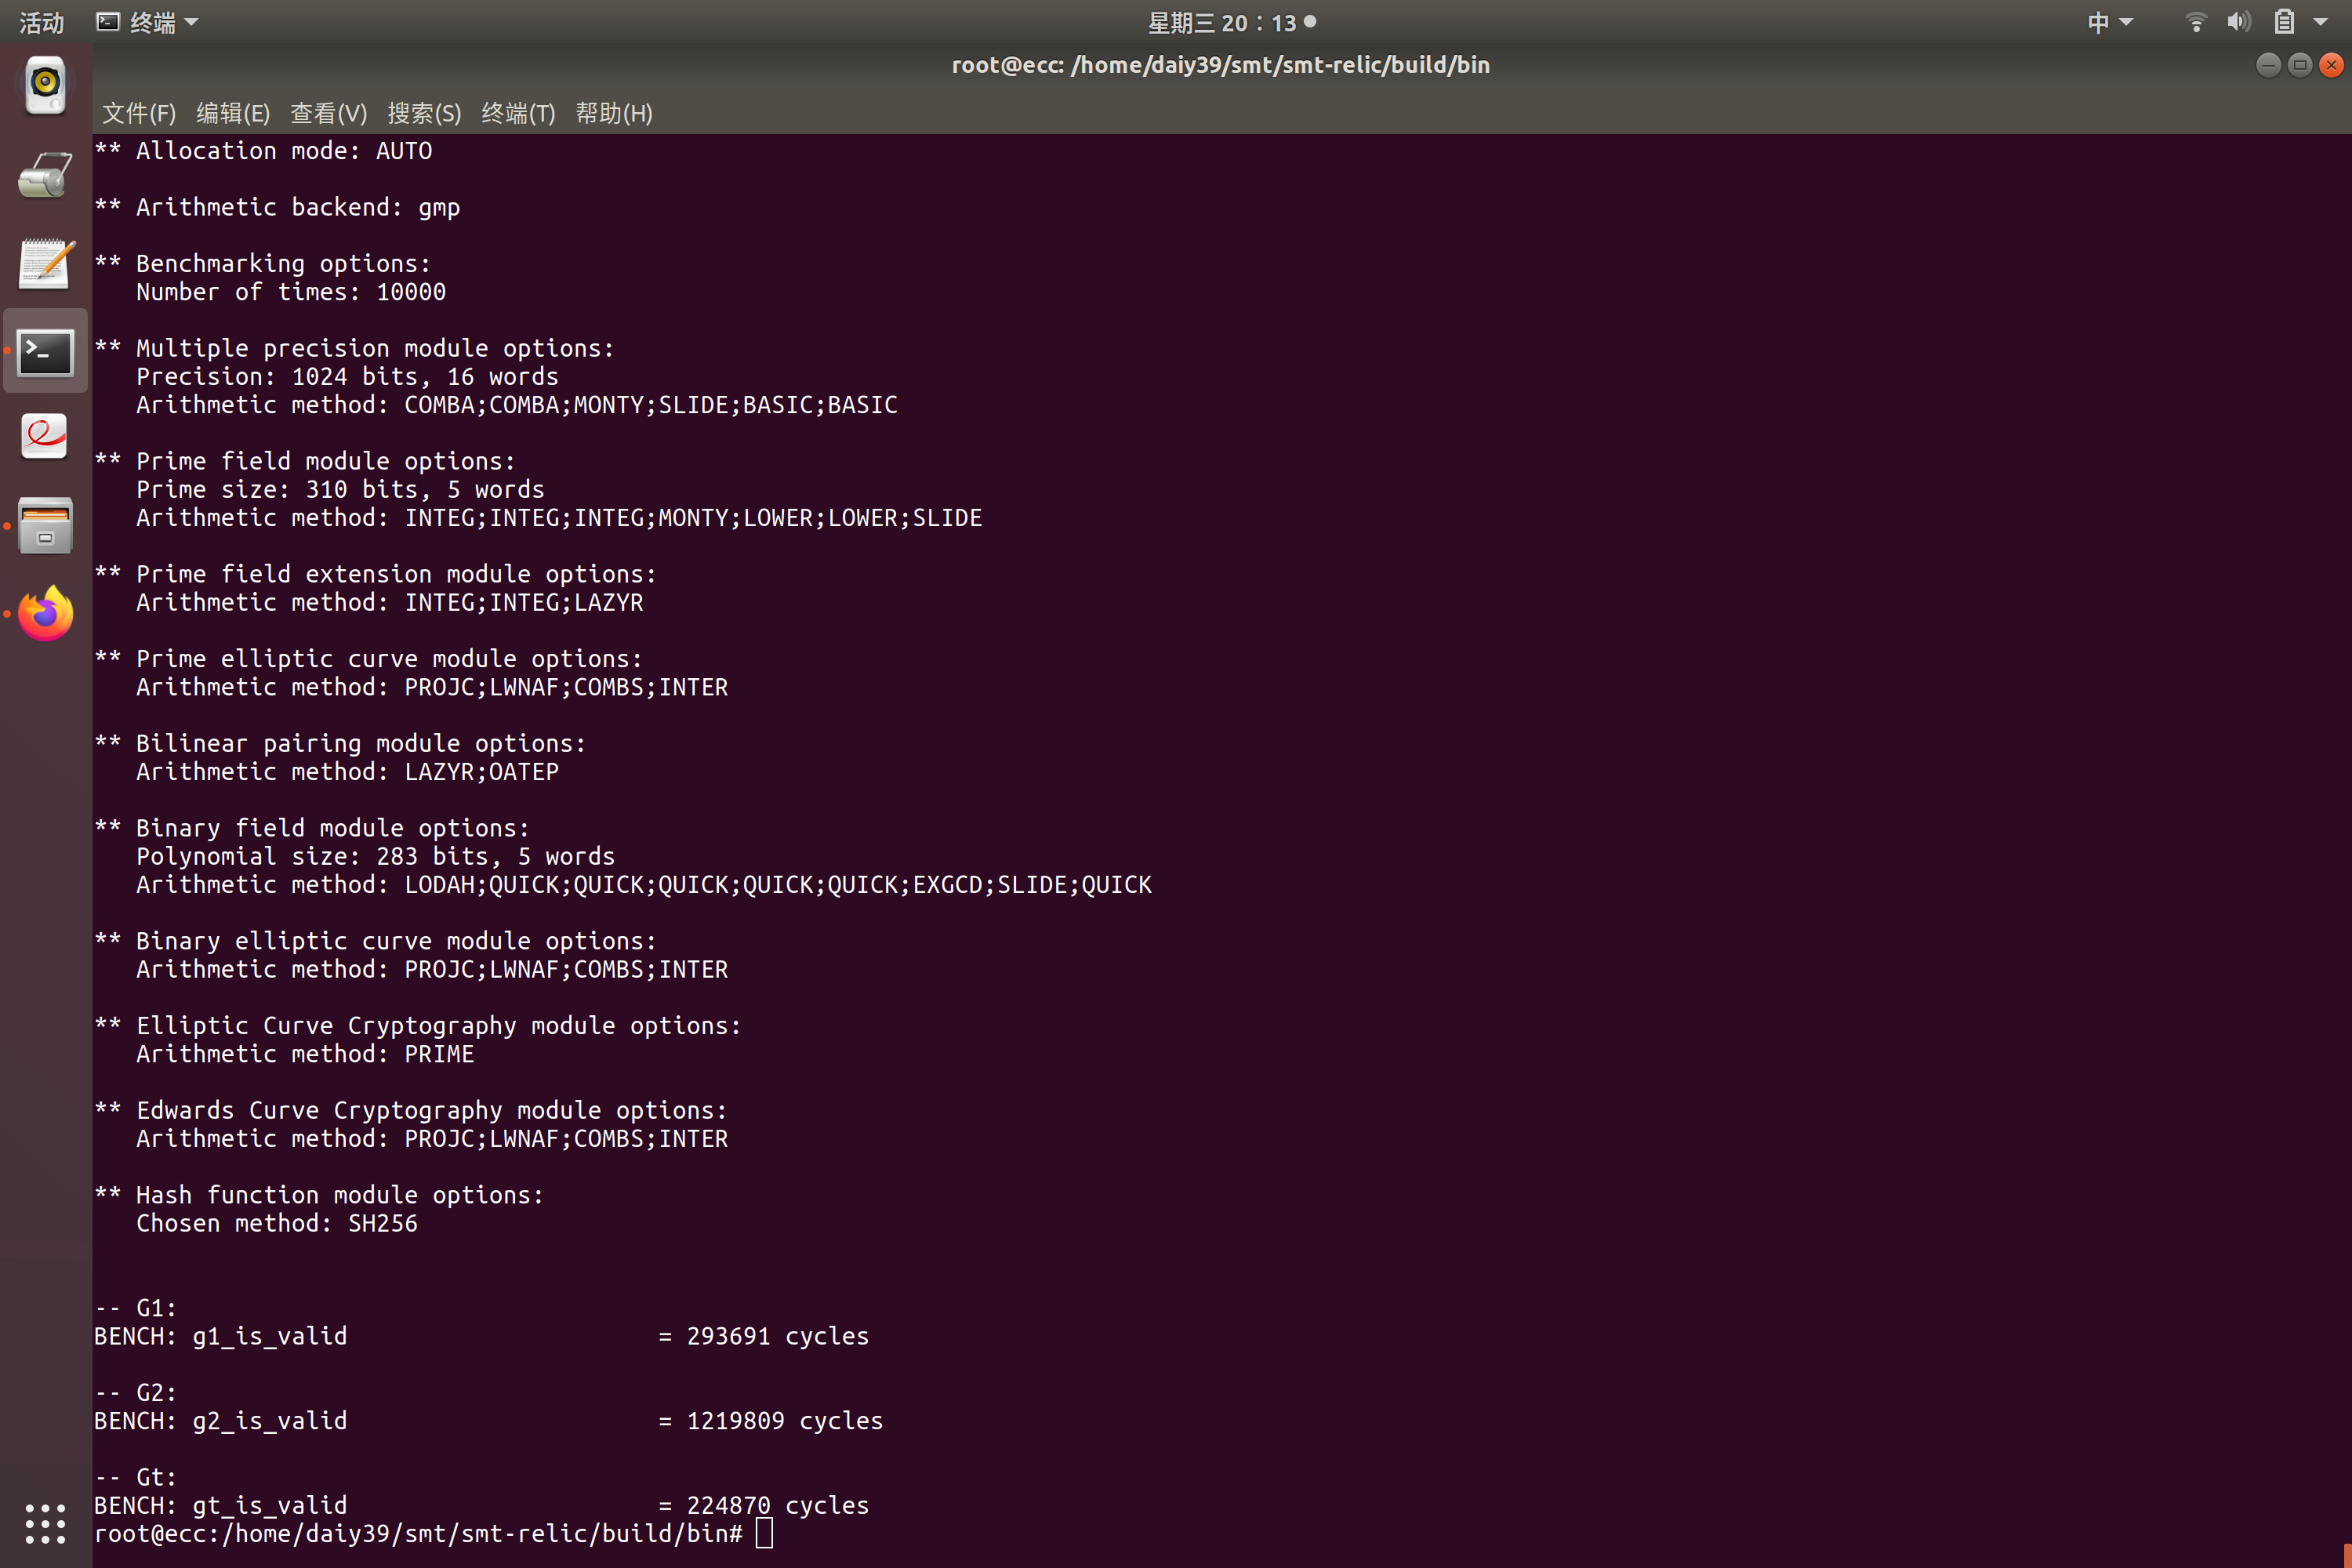 活动 终端 星期三 20：13 中
root@ecc: /home/daiy39/smt/smt-relic/build/bin
文件(F) 编辑(E) 查看(V) 搜索(S) 终端(T) 帮助(H)
** Allocation mode: AUTO
** Arithmetic backend: gmp
** Benchmarking options:
Number of times: 10000
** Multiple precision module options:
Precision: 1024 bits, 16 words
Arithmetic method: COMBA;COMBA;MONTY;SLIDE;BASIC;BASIC
** Prime field module options:
Prime size: 310 bits, 5 words
Arithmetic method: INTEG;INTEG;INTEG;MONTY;LOWER;LOWER;SLIDE
** Prime field extension module options:
Arithmetic method: INTEG;INTEG;LAZYR
** Prime elliptic curve module options:
Arithmetic method: PROJC;LWNAF;COMBS;INTER
** Bilinear pairing module options:
Arithmetic method: LAZYR;OATEP
** Binary field module options:
Polynomial size: 283 bits, 5 words
Arithmetic method: LODAH;QUICK;QUICK;QUICK;QUICK;QUICK;EXGCD;SLIDE;QUICK
** Binary elliptic curve module options:
Arithmetic method: PROJC;LWNAF;COMBS;INTER
** Elliptic Curve Cryptography module options:
Arithmetic method: PRIME
** Edwards Curve Cryptography module options:
Arithmetic method: PROJC;LWNAF;COMBS;INTER
** Hash function module options:
Chosen method: SH256
-- G1:
BENCH: g1_is_valid = 293691 cycles
-- G2:
BENCH: g2_is_valid = 1219809 cycles
-- Gt:
BENCH: gt_is_valid = 224870 cycles
root@ecc:/home/daiy39/smt/smt-relic/build/bin#